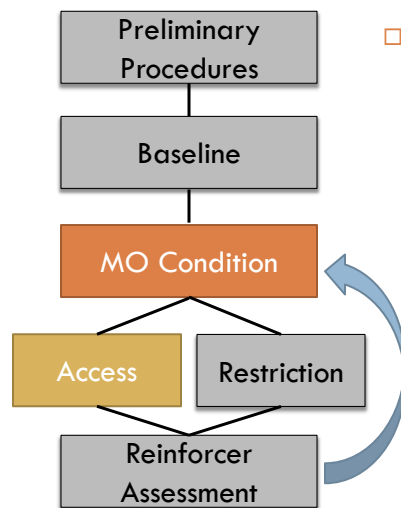 Preliminary
Procedures
Baseline
MO Condition
Access
Restriction
Reinforcer
Assessment